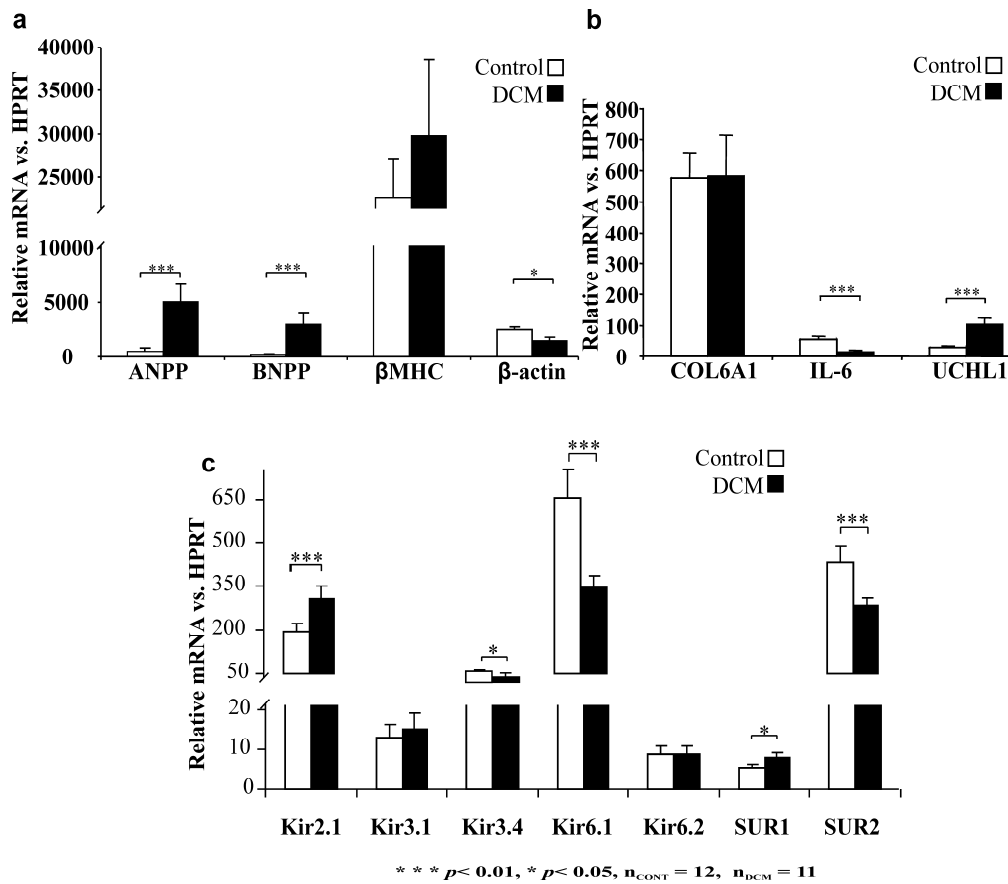 a
Relative mRNA vs. HPRT
40000
35000
30000
25000
10000
5000
0
Control
DCM
***
***
*
ANPP BNPP βMHC β-actin
b
Relative mRNA vs. HPRT
800
700
600
500
400
300
200
100
0
Control
DCM
***
***
COL6A1 IL-6 UCHL1
c
Relative mRNA vs. HPRT
650
500
350
200
50
20
10
0
Control
DCM
***
*
***
*
***
Kir2.1 Kir3.1 Kir3.4 Kir6.1 Kir6.2 SUR1 SUR2
* * * p< 0.01, * p< 0.05, nCONT = 12, nDCM = 11